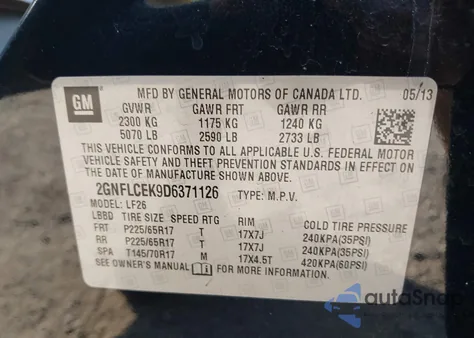 GM
MFD BY GENERAL MOTORS OF CANADA LTD. 05/13
GVWR GAWR FRT GAWR RR
2300 KG 1175 KG 1240 KG
5070 LB 2590 LB 2733 LB
THIS VEHICLE CONFORMS TO ALL APPLICABLE U.S. FEDERAL MOTOR
VEHICLE SAFETY AND THEFT PREVENTION STANDARDS IN EFFECT ON
THE DATE OF MANUFACTURE SHOWN ABOVE.
2GNFLCEK9D6371126 TYPE: M.P.V.
MODEL: LF26
LBBD TIRE SIZE SPEED RTG RIM COLD TIRE PRESSURE
FRT P225/65R17 T 17X7J 240KPA(35PSI)
RR P225/65R17 T 17X7J 240KPA(35PSI)
SPA T145/70R17 M 17X4.5T 420KPA(60PSI)
SEE OWNER'S MANUAL FOR MORE INFORMATION.
autoSnap